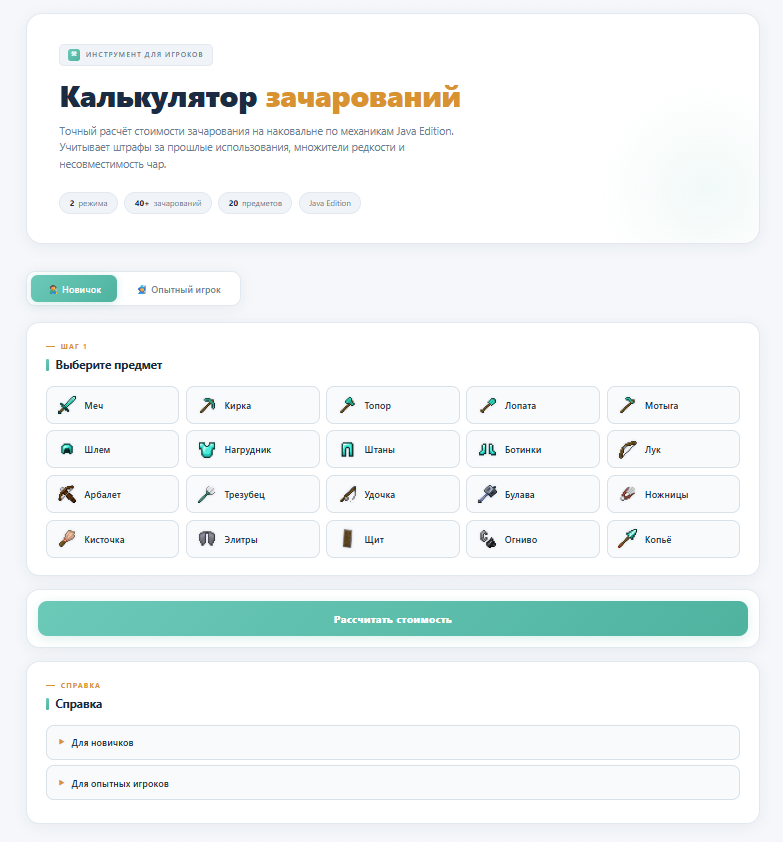 ИНСТРУМЕНТ ДЛЯ ИГРОКОВ
Калькулятор зачарований
Точный расчёт стоимости зачарования на наковальне по механикам Java Edition.
Учитывает штрафы за прошлые использования, множители редкости и
несовместимость чар.
2 режима 40+ зачарований 20 предметов Java Edition
Новичок Опытный игрок
— ШАГ 1
Выберите предмет
Меч Кирка Топор Лопата Мотыга
Шлем Нагрудник Штаны Ботинки Лук
Арбалет Трезубец Удочка Булава Ножницы
Кисточка Элитры Щит Огниво Копьё
Рассчитать стоимость
— СПРАВКА
Справка
Для новичков
Для опытных игроков